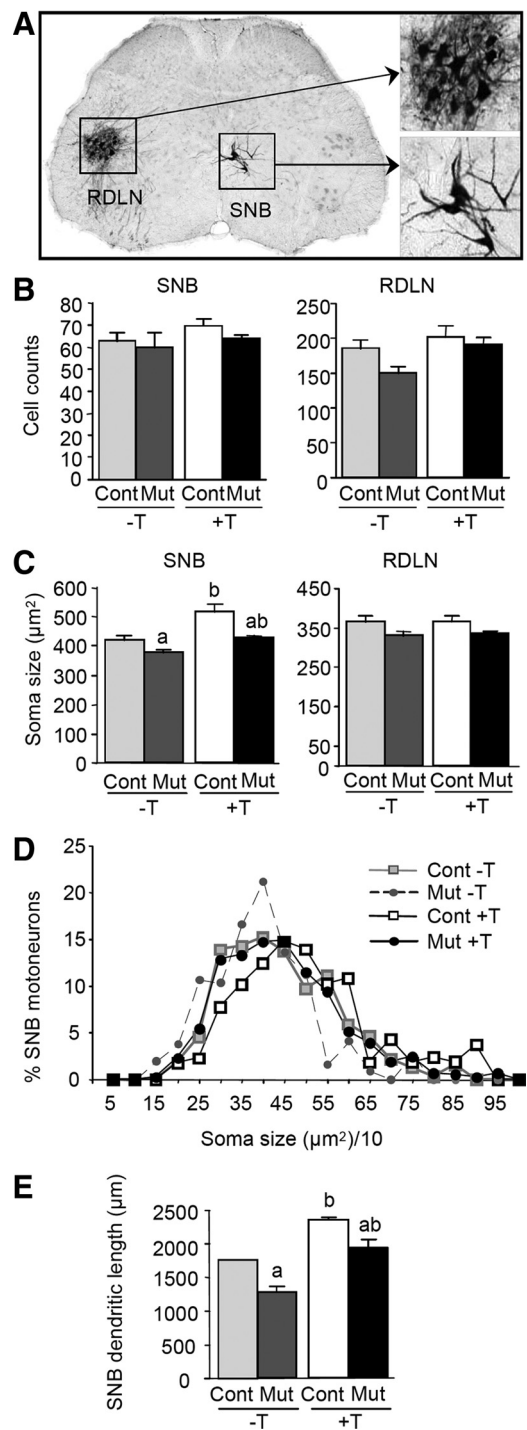 A
RDLN
SNB
B
SNB
RDLN
Cell counts
80
70
60
50
40
30
20
10
0
250
200
150
100
50
0
Cont Mut Cont Mut
-T +T
Cont Mut Cont Mut
-T +T
C
SNB
RDLN
Soma size (µm²)
600
500
400
300
200
100
0
a
b
ab
450
350
250
150
50
0
Cont Mut Cont Mut
-T +T
Cont Mut Cont Mut
-T +T
D
% SNB motoneurons
25
20
15
10
5
0
Cont -T
Mut -T
Cont +T
Mut +T
5 15 25 35 45 55 65 75 85 95
Soma size (µm²)/10
E
SNB dendritic length (µm)
2500
2000
1500
1000
500
0
a
b
ab
Cont Mut Cont Mut
-T +T